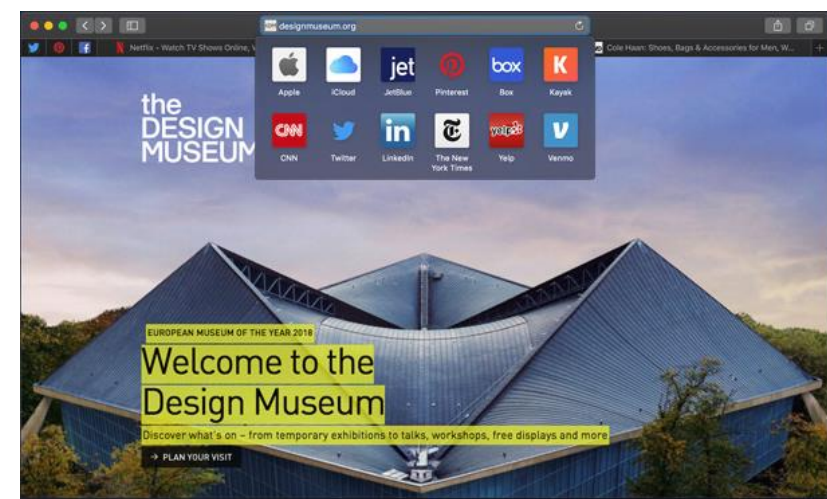 designmuseum.org
Netflix - Watch TV Shows Online,
Cole Haan: Shoes, Bags & Accessories for Men, W...
jet
box
K
Apple
iCloud
JetBlue
Pinterest
Box
Kayak
CNN
in
yelp
V
CNN
Twitter
LinkedIn
The New
York Times
Yelp
Venmo
the
DESIGN
MUSEUM
EUROPEAN MUSEUM OF THE YEAR 2018
Welcome to the
Design Museum
Discover what's on – from temporary exhibitions to talks, workshops, free displays and more
→ PLAN YOUR VISIT